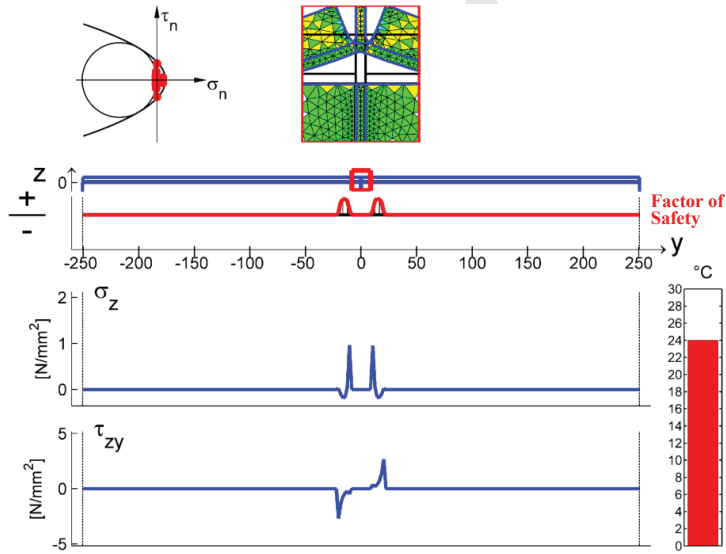 τn
σn
z
0
+
-
Factor of
Safety
y
-250 -200 -150 -100 -50 0 50 100 150 200 250
σz
[N/mm²]
2
1
0
τzy
[N/mm²]
5
0
-5
°C
30
28
26
24
22
20
18
16
14
12
10
8
6
4
2
0